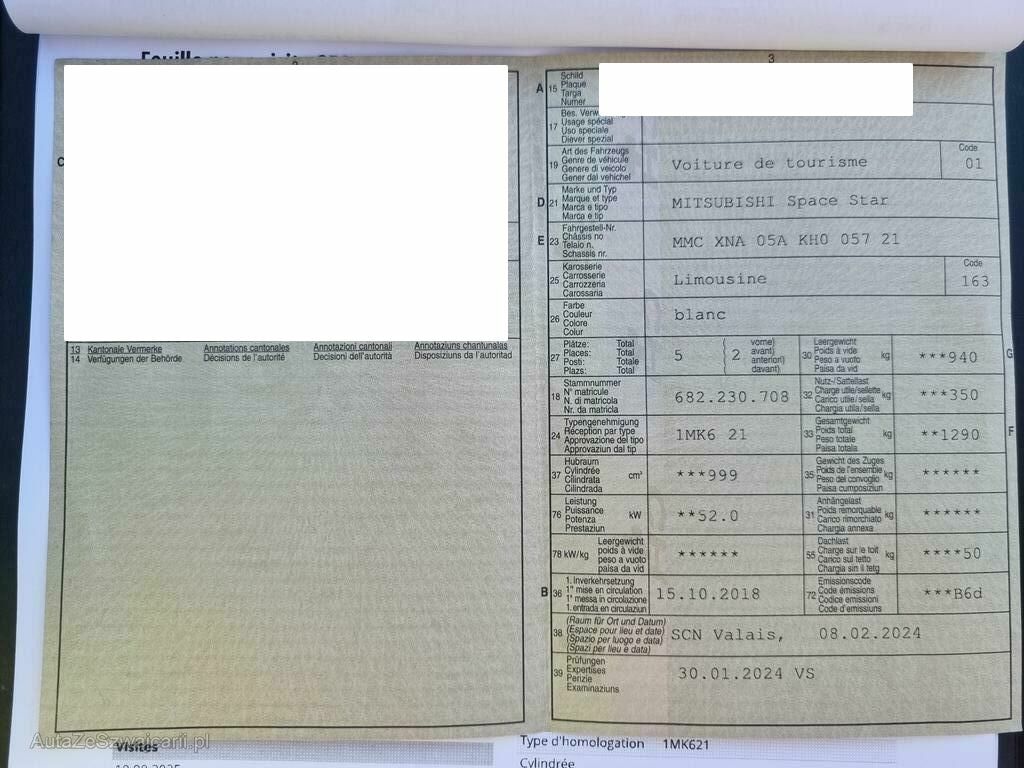 3
A
15
Schild
Plaque
Targa
Numer
17
Bes.
Usage spécial
Uso speciale
Diever spezial
C
19
Art des Fahrzeugs
Genre de véhicule
Genere di veicolo
Gener dal vehichel
Voiture de tourisme
Code
01
D
21
Marke und Typ
Marque et type
Marca e tipo
Marca e tip
MITSUBISHI Space Star
E
23
Fahrgestell-Nr.
Châssis no
Telaio n.
Schassis nr.
MMC XNA 05A KH0 057 21
25
Karosserie
Carrosserie
Carrozzeria
Carossaria
Limousine
Code
163
26
Farbe
Couleur
Colore
Colur
blanc
13 Kantonale Vermerke
14 Verfügungen der Behörde
Annotations cantonales
Décisions de l'autorité
Annotazioni cantonali
Decisioni dell'autorità
Annotaziuns chantunalas
Disposiziuns da l'autoritad
27
Plätze: Total
Places: Total
Posti: Totale
Plazs: Total
5
( 2
vorne)
avant)
anteriori)
davant)
30
Leergewicht
Poids à vide
Peso a vuoto
Paisa da vid
kg
***940
G
18
Stammnummer
N° matricule
N. di matricola
Nr. da matricla
682.230.708
32
Nutz-/Sattellast
Charge utile/sellette
Carico utile/sella
Chargia utila/sella
kg
***350
24
Typengenehmigung
Réception par type
Approvazione del tipo
Approvaziun dal tip
1MK6 21
33
Gesamtgewicht
Poids total
Peso totale
Paisa totala
kg
**1290
F
37
Hubraum
Cylindrée
Cilindrata
Cilindrada
cm³
***999
35
Gewicht des Zuges
Poids de l'ensemble
Peso del convoglio
Paisa cumposiziun
kg
******
76
Leistung
Puissance
Potenza
Prestaziun
kW
**52.0
31
Anhängelast
Poids remorquable
Carico rimorchiato
Chargia annexa
kg
******
78 kW/kg
Leergewicht
poids à vide
peso a vuoto
paisa da vid
******
55
Dachlast
Charge sur le toit
Carico sul tetto
Chargia sin il tetg
kg
****50
B
36
1. Inverkehrsetzung
1re mise en circulation
1a messa in circolazione
1. entrada en circulaziun
15.10.2018
72
Emissionscode
Code émissions
Codice emissioni
Code d'emissiuns
***B6d
38
(Raum für Ort und Datum)
(Espace pour lieu et date)
(Spazio per luogo e data)
(Spazi per lieu e data)
SCN Valais, 08.02.2024
39
Prüfungen
Expertises
Perizie
Examinaziuns
30.01.2024 VS
AutaZeSzwajcarii.pl
Visites
Type d'homologation 1MK621
Cylindrée